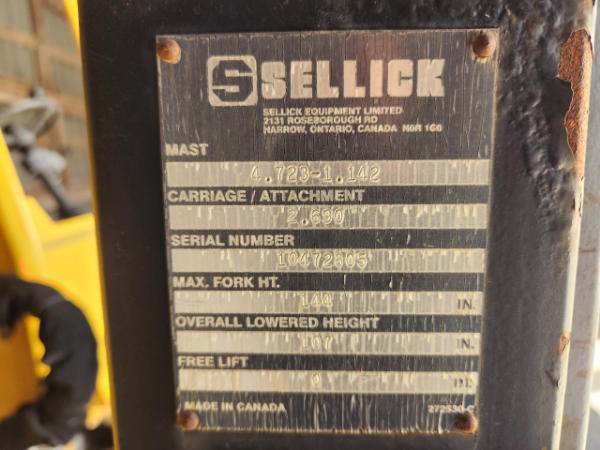 S SELLICK
SELLICK EQUIPMENT LIMITED
2131 ROSEBOROUGH RD
HARROW, ONTARIO, CANADA N0R 1G0
MAST
4.723-1.142
CARRIAGE / ATTACHMENT
2.630
SERIAL NUMBER
MAX. FORK HT.
144 IN.
OVERALL LOWERED HEIGHT
107 IN.
FREE LIFT
0 IN.
MADE IN CANADA 272530-C